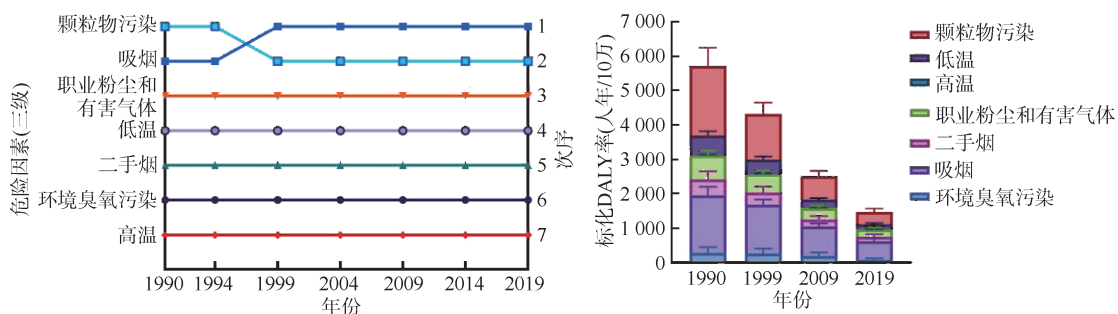 危险因素(三级)
颗粒物污染
吸烟
职业粉尘和
有害气体
低温
二手烟
环境臭氧污染
高温
1
2
3
4
5
6
7
次序
1990 1994 1999 2004 2009 2014 2019
年份
标化DALY率(人年/10万)
7 000
6 000
5 000
4 000
3 000
2 000
1 000
0
1990 1999 2009 2019
年份
颗粒物污染
低温
高温
职业粉尘和有害气体
二手烟
吸烟
环境臭氧污染